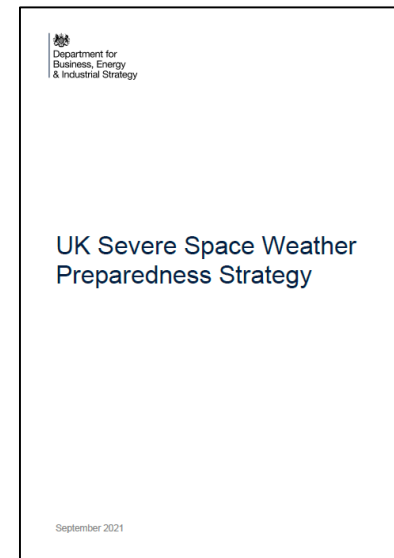 Department for
Business, Energy
& Industrial Strategy
UK Severe Space Weather
Preparedness Strategy
September 2021